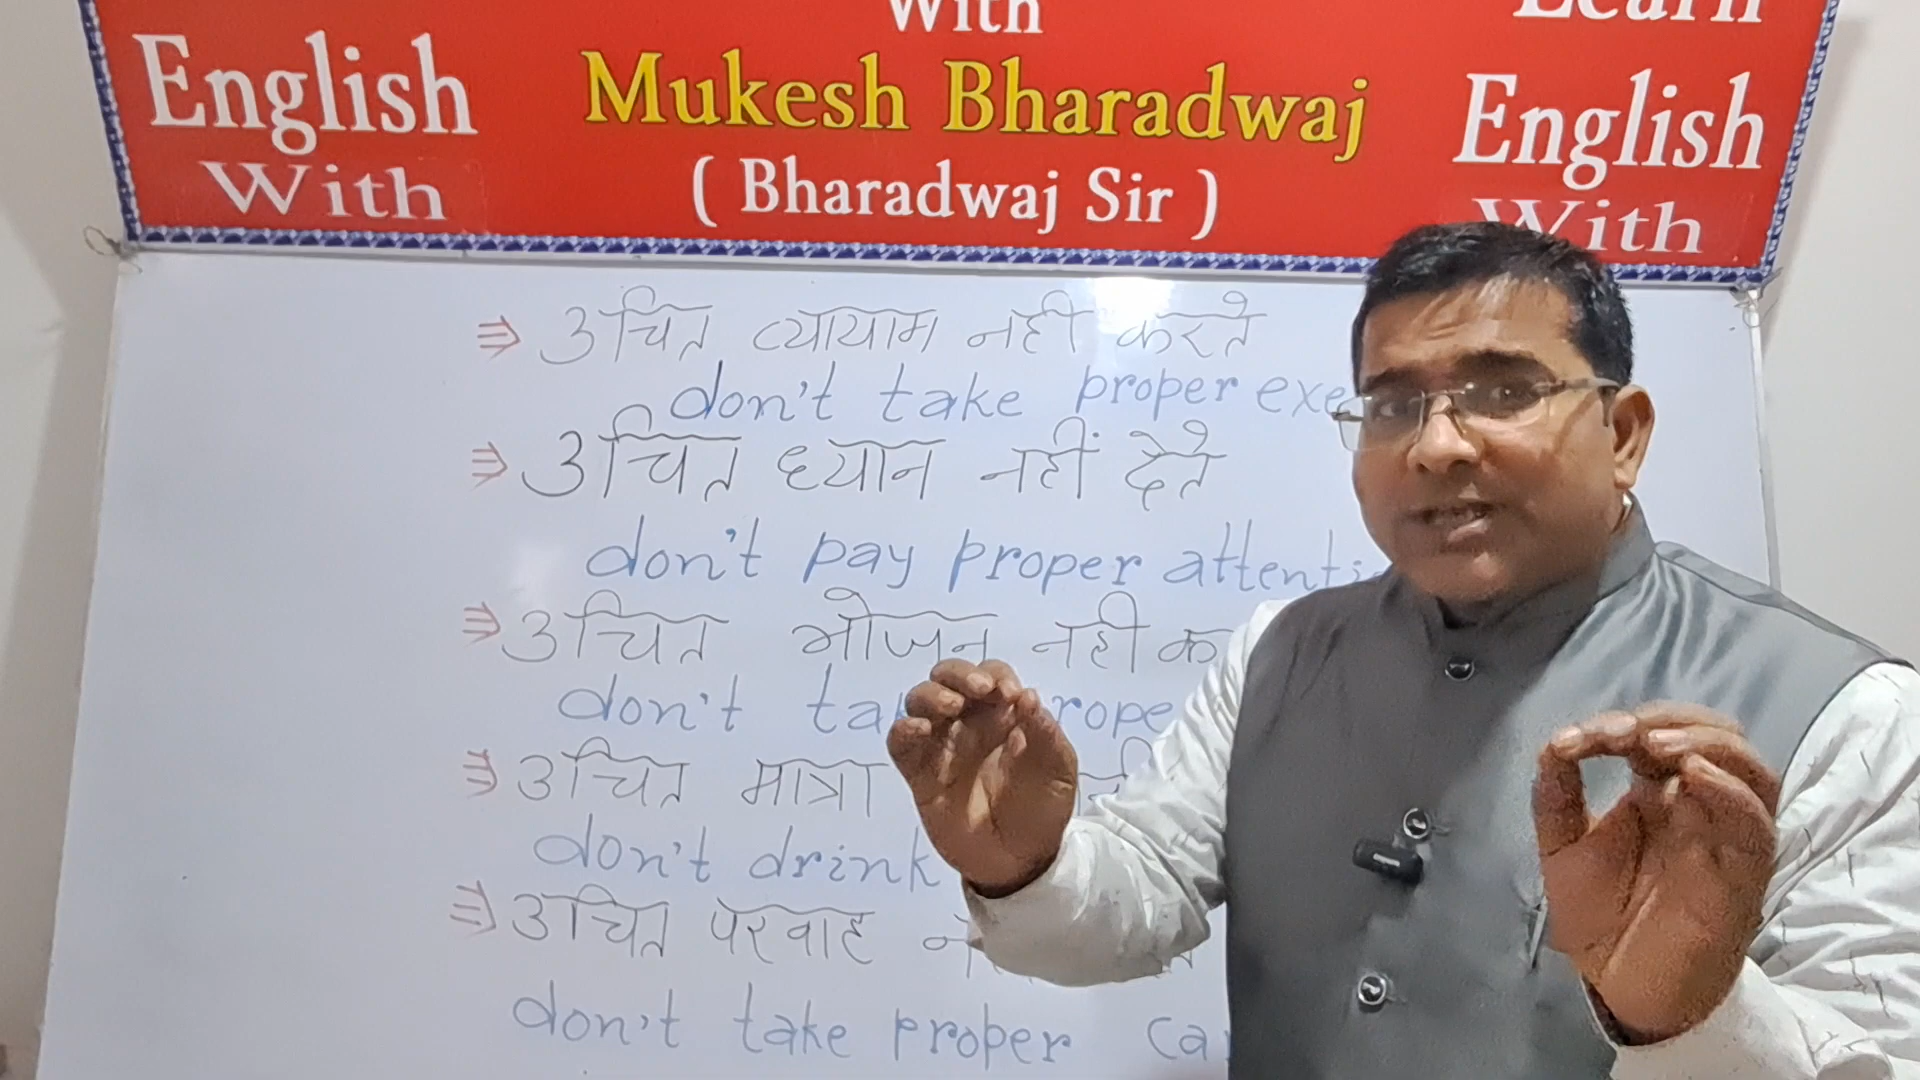 With
Learn
English
Mukesh Bharadwaj
English
With
( Bharadwaj Sir )
With
⇛ उचित व्यायाम नही करते
don't take proper exe
⇛ उचित ध्यान नहीं देते
don't pay proper attenti
⇛ उचित भोजन नही क
don't ta rope
⇛ उचित मात्रा
don't drink
⇛ उचित परवाह न
don't take proper ca